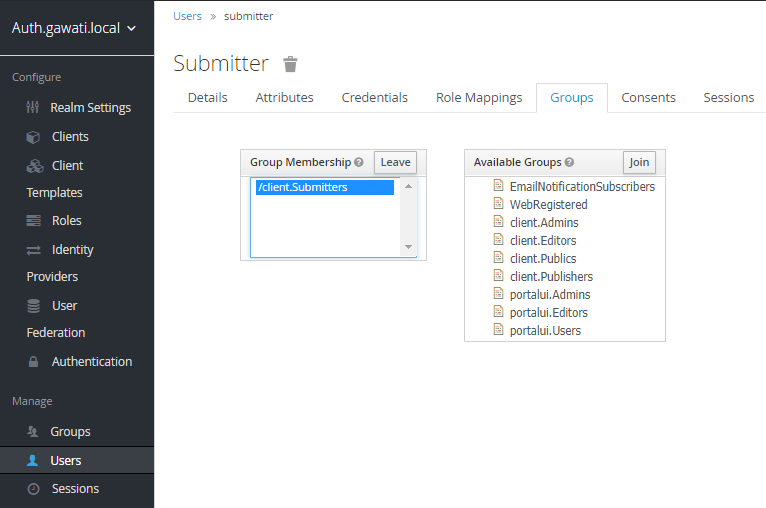 Auth.gawati.local
Configure
Realm Settings
Clients
Client
Templates
Roles
Identity
Providers
User
Federation
Authentication
Manage
Groups
Users
Sessions
Users » submitter
Submitter
Details Attributes Credentials Role Mappings Groups Consents Sessions
Group Membership Leave
/client.Submitters
Available Groups Join
EmailNotificationSubscribers
WebRegistered
client.Admins
client.Editors
client.Publics
client.Publishers
portalui.Admins
portalui.Editors
portalui.Users